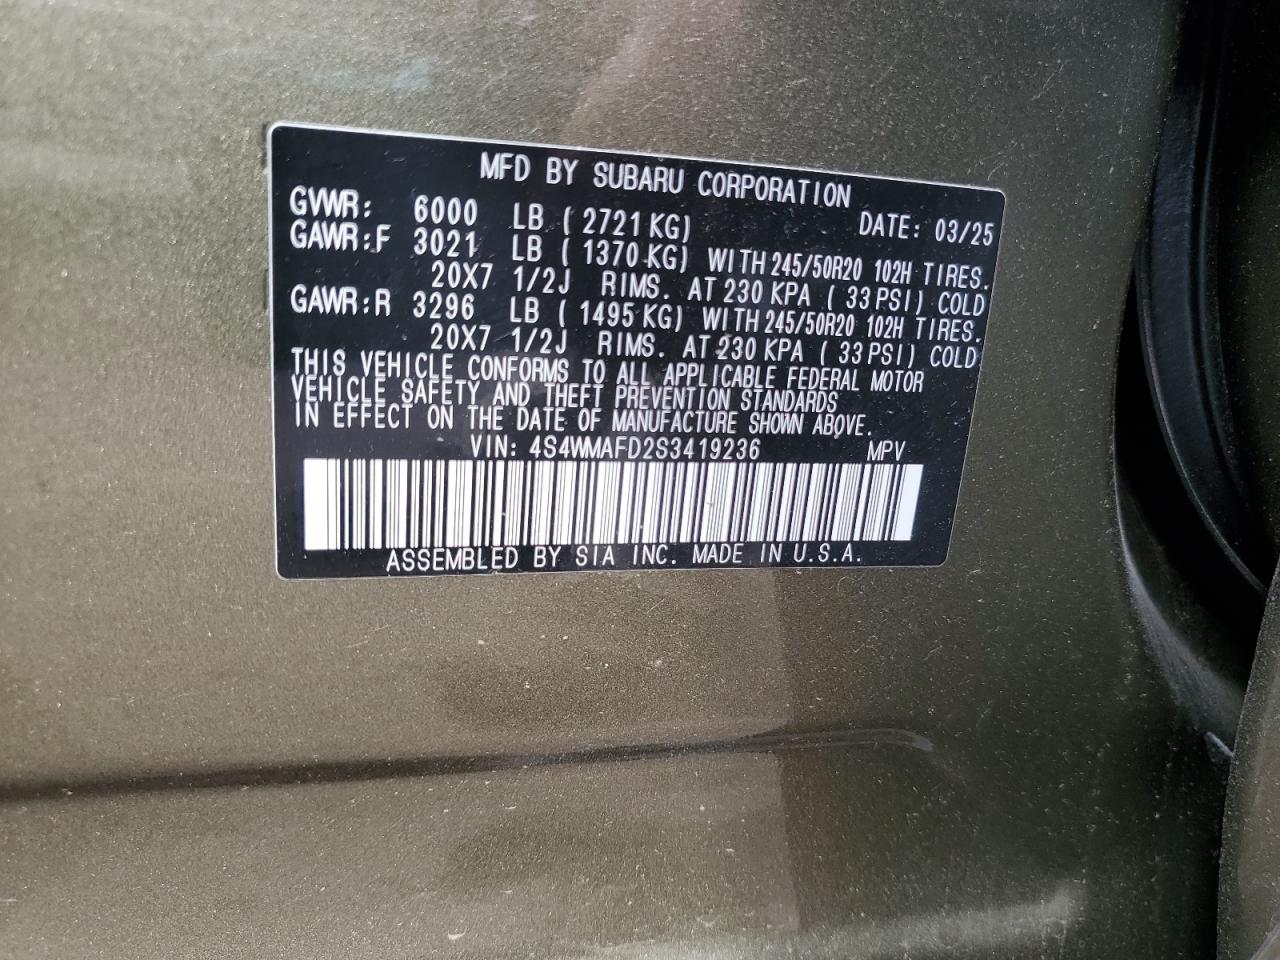 MFD BY SUBARU CORPORATION
GVWR: 6000 LB ( 2721 KG) DATE: 03/25
GAWR:F 3021 LB ( 1370 KG) WITH 245/50R20 102H TIRES.
20X7 1/2J RIMS. AT 230 KPA ( 33 PSI) COLD
GAWR:R 3296 LB ( 1495 KG) WITH 245/50R20 102H TIRES.
20X7 1/2J RIMS. AT 230 KPA ( 33 PSI) COLD
THIS VEHICLE CONFORMS TO ALL APPLICABLE FEDERAL MOTOR
VEHICLE SAFETY AND THEFT PREVENTION STANDARDS
IN EFFECT ON THE DATE OF MANUFACTURE SHOWN ABOVE.
VIN: 4S4WMAFD2S3419236 MPV
ASSEMBLED BY SIA INC. MADE IN U.S.A.